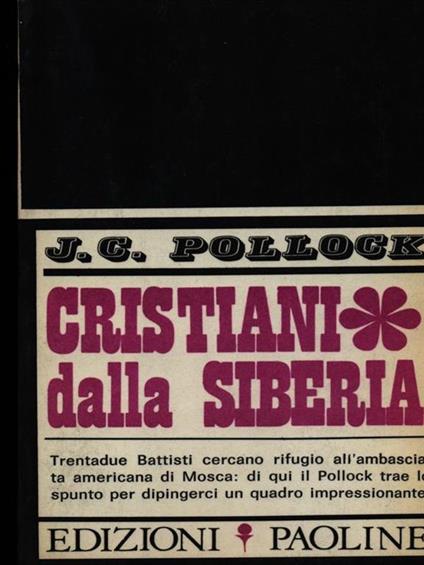 J.C. POLLOCK
CRISTIANI
dalla SIBERIA
Trentadue Battisti cercano rifugio all'ambascia-
ta americana di Mosca: di qui il Pollock trae lo
spunto per dipingerci un quadro impressionante
EDIZIONI PAOLINE